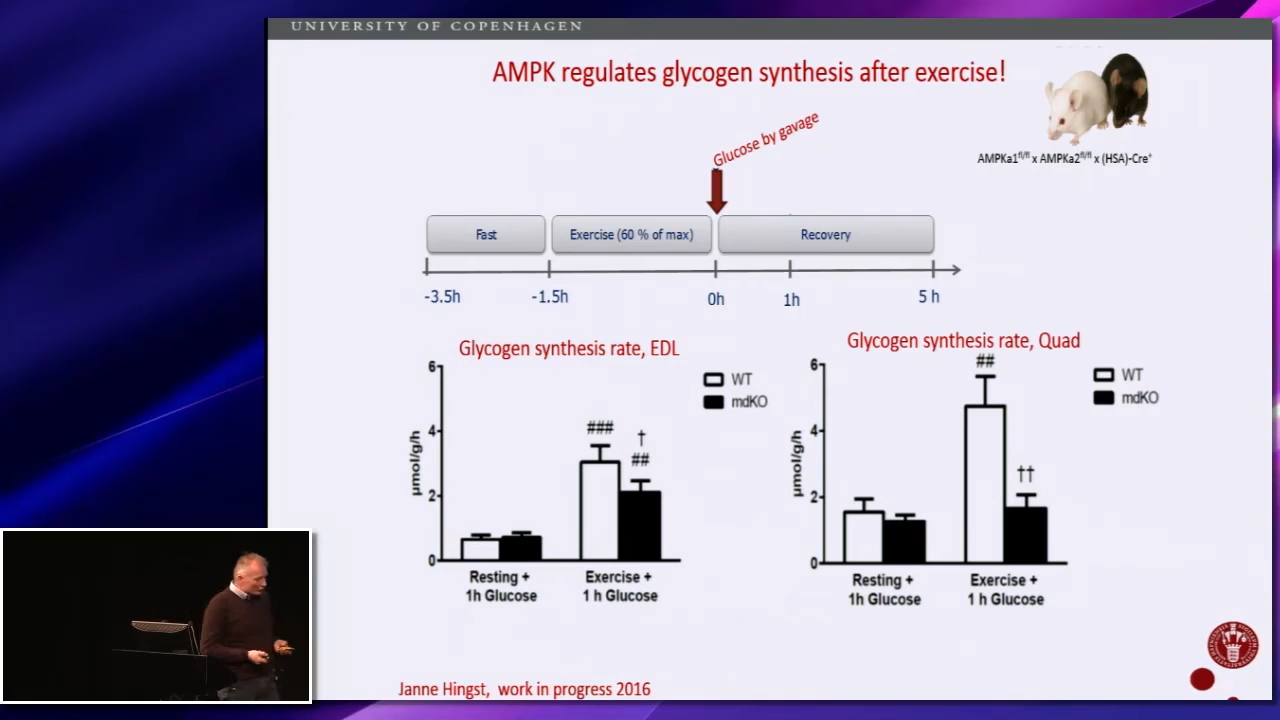 UNIVERSITY OF COPENHAGEN
AMPK regulates glycogen synthesis after exercise!
AMPKa1fl/fl x AMPKa2fl/fl x (HSA)-Cre+
Glucose by gavage
Fast
Exercise (60 % of max)
Recovery
-3.5h
-1.5h
0h
1h
5 h
Glycogen synthesis rate, EDL
6
4
2
0
µmol/g/h
###
†
##
WT
mdKO
Resting +
1h Glucose
Exercise +
1 h Glucose
Glycogen synthesis rate, Quad
6
4
2
0
µmol/g/h
##
††
WT
mdKO
Resting +
1h Glucose
Exercise +
1 h Glucose
Janne Hingst, work in progress 2016